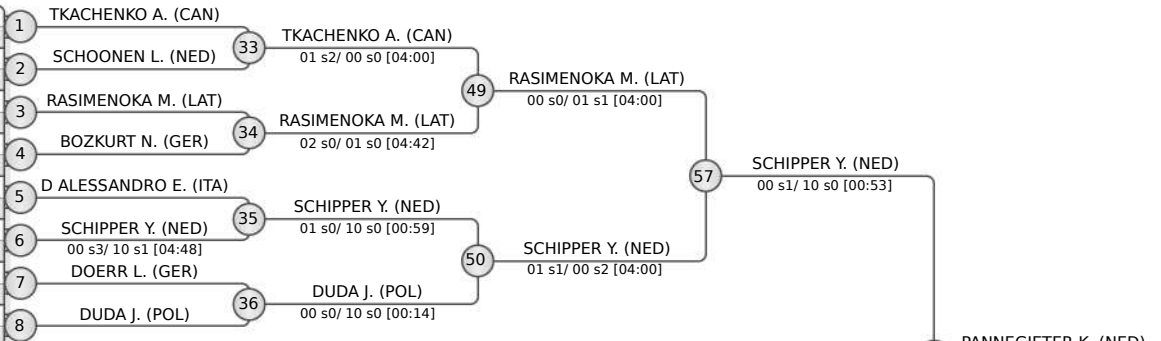 1
TKACHENKO A. (CAN)
2
SCHOONEN L. (NED)
3
RASIMENOKA M. (LAT)
4
BOZKURT N. (GER)
5
D ALESSANDRO E. (ITA)
6
SCHIPPER Y. (NED)
00 s3/ 10 s1 [04:48]
7
DOERR L. (GER)
8
DUDA J. (POL)
33
TKACHENKO A. (CAN)
01 s2/ 00 s0 [04:00]
34
RASIMENOKA M. (LAT)
02 s0/ 01 s0 [04:42]
35
SCHIPPER Y. (NED)
01 s0/ 10 s0 [00:59]
36
DUDA J. (POL)
00 s0/ 10 s0 [00:14]
49
RASIMENOKA M. (LAT)
00 s0/ 01 s1 [04:00]
50
SCHIPPER Y. (NED)
01 s1/ 00 s2 [04:00]
57
SCHIPPER Y. (NED)
00 s1/ 10 s0 [00:53]
PANNEGIETER K. (NED)